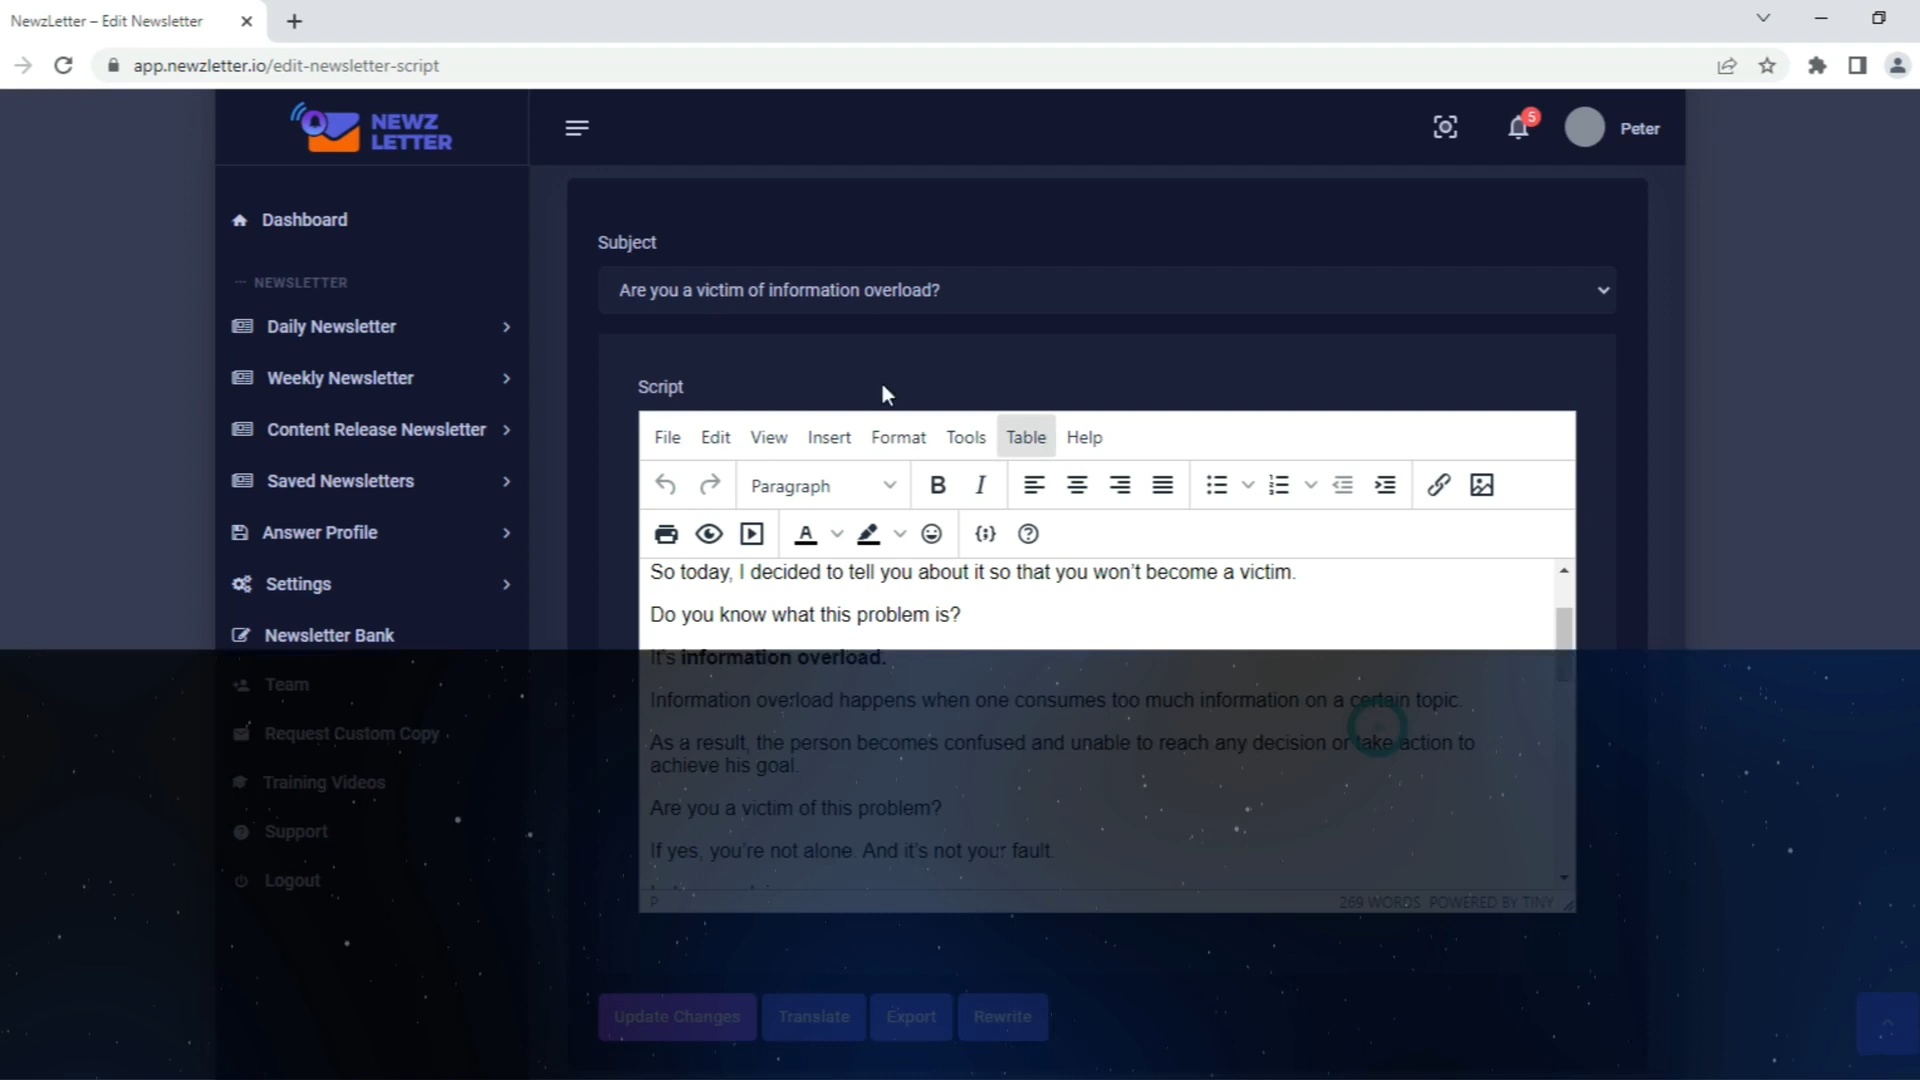 NewzLetter – Edit Newsletter
app.newzletter.io/edit-newsletter-script
NEWZ
LETTER
5
Peter
Dashboard
NEWSLETTER
Daily Newsletter
Weekly Newsletter
Content Release Newsletter
Saved Newsletters
Answer Profile
Settings
Newsletter Bank
Team
Request Custom Copy
Training Videos
Support
Logout
Subject
Are you a victim of information overload?
Script
File Edit View Insert Format Tools Table Help
Paragraph B I
A
So today, I decided to tell you about it so that you won't become a victim.
Do you know what this problem is?
It's information overload.
Information overload happens when one consumes too much information on a certain topic.
As a result, the person becomes confused and unable to reach any decision or take action to
achieve his goal.
Are you a victim of this problem?
If yes, you're not alone. And it's not your fault.
P 269 WORDS POWERED BY TINY
Update Changes Translate Export Rewrite